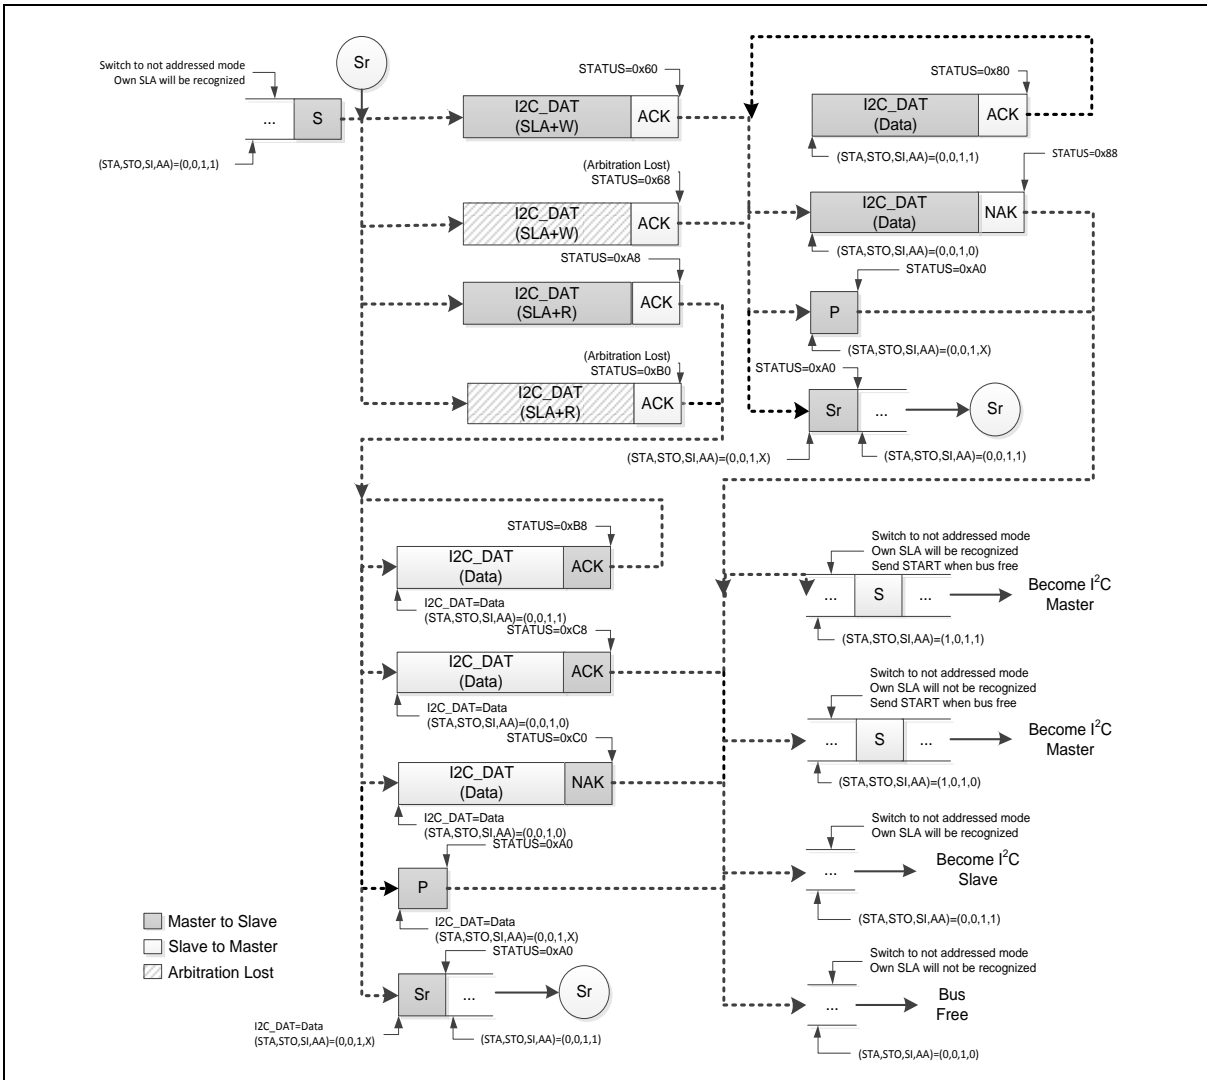 Switch to not addressed mode
Own SLA will be recognized
...
S
(STA,STO,SI,AA)=(0,0,1,1)
Sr
STATUS=0x60
I2C_DAT
(SLA+W)
ACK
(Arbitration Lost)
STATUS=0x68
I2C_DAT
(SLA+W)
ACK
STATUS=0xA8
I2C_DAT
(SLA+R)
ACK
(Arbitration Lost)
STATUS=0xB0
I2C_DAT
(SLA+R)
ACK
STATUS=0x80
I2C_DAT
(Data)
ACK
(STA,STO,SI,AA)=(0,0,1,1)
STATUS=0x88
I2C_DAT
(Data)
NAK
(STA,STO,SI,AA)=(0,0,1,0)
STATUS=0xA0
P
(STA,STO,SI,AA)=(0,0,1,X)
STATUS=0xA0
Sr
...
Sr
(STA,STO,SI,AA)=(0,0,1,X)
(STA,STO,SI,AA)=(0,0,1,1)
STATUS=0xB8
I2C_DAT
(Data)
ACK
I2C_DAT=Data
(STA,STO,SI,AA)=(0,0,1,1)
STATUS=0xC8
I2C_DAT
(Data)
ACK
I2C_DAT=Data
(STA,STO,SI,AA)=(0,0,1,0)
STATUS=0xC0
I2C_DAT
(Data)
NAK
I2C_DAT=Data
(STA,STO,SI,AA)=(0,0,1,0)
STATUS=0xA0
P
I2C_DAT=Data
(STA,STO,SI,AA)=(0,0,1,X)
STATUS=0xA0
Sr
...
Sr
I2C_DAT=Data
(STA,STO,SI,AA)=(0,0,1,X)
(STA,STO,SI,AA)=(0,0,1,1)
Switch to not addressed mode
Own SLA will be recognized
Send START when bus free
...
S
...
Become I²C
Master
(STA,STO,SI,AA)=(1,0,1,1)
Switch to not addressed mode
Own SLA will not be recognized
Send START when bus free
...
S
...
Become I²C
Master
(STA,STO,SI,AA)=(1,0,1,0)
Switch to not addressed mode
Own SLA will be recognized
...
Become I²C
Slave
(STA,STO,SI,AA)=(0,0,1,1)
Switch to not addressed mode
Own SLA will not be recognized
...
Bus
Free
(STA,STO,SI,AA)=(0,0,1,0)
Master to Slave
Slave to Master
Arbitration Lost